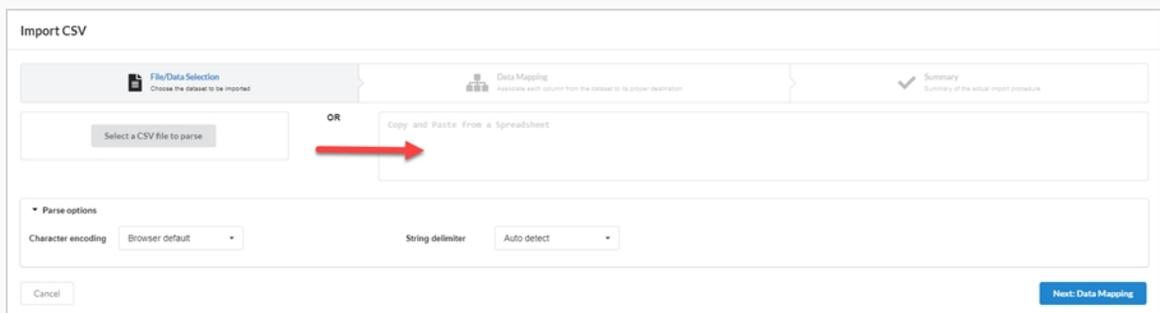 Import CSV
File/Data Selection
Choose the dataset to be imported
Data Mapping
Associate each column from the dataset to its proper destination
Summary
Summary of the actual import procedure
Select a CSV file to parse
OR
Copy and Paste from a Spreadsheet
Parse options
Character encoding
Browser default
String delimiter
Auto detect
Cancel
Next: Data Mapping